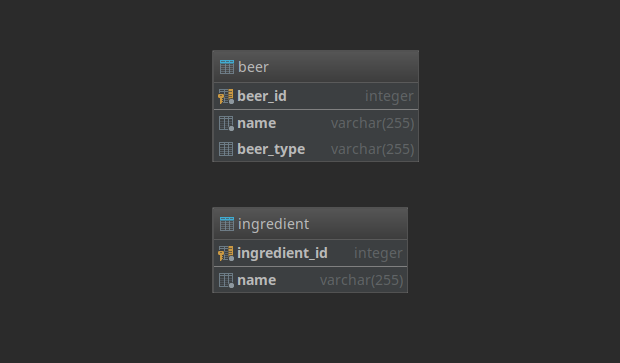 beer
beer_id integer
name varchar(255)
beer_type varchar(255)
ingredient
ingredient_id integer
name varchar(255)